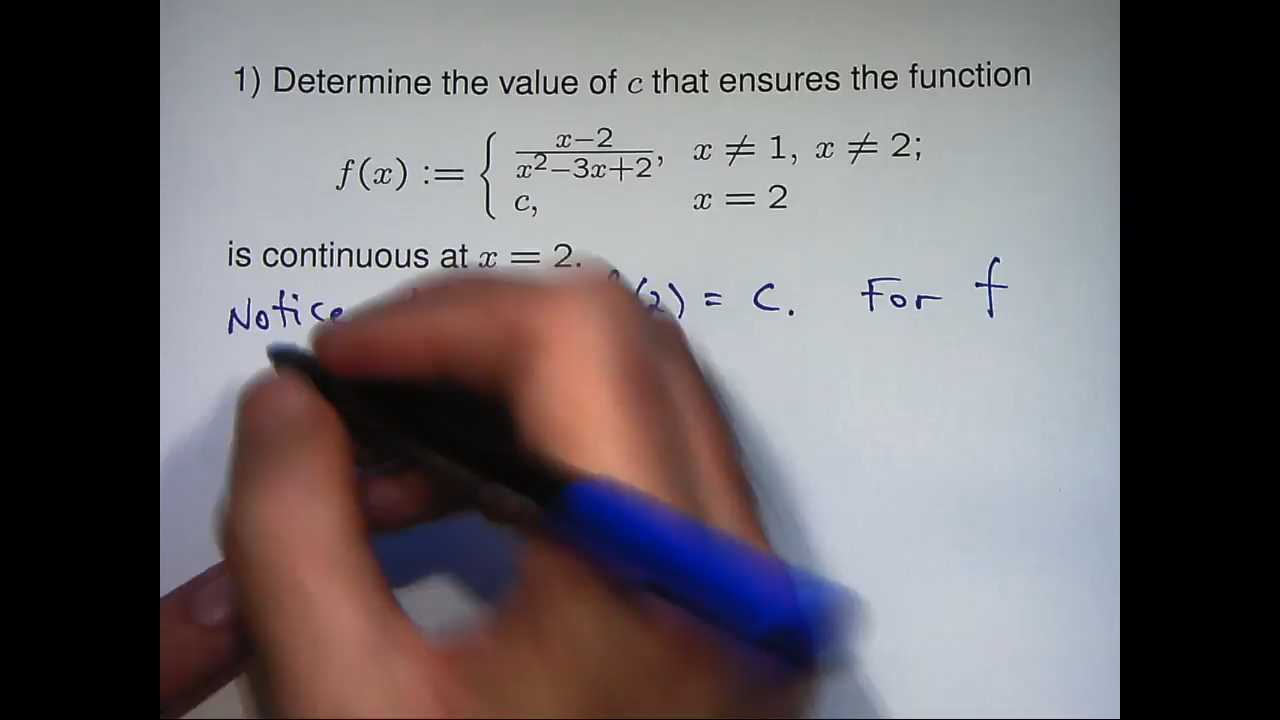 1) Determine the value of c that ensures the function
f(x) := { x−2 / x²−3x+2, x ≠ 1, x ≠ 2;
c, x = 2
is continuous at x = 2.
Notice (2) = c. For f